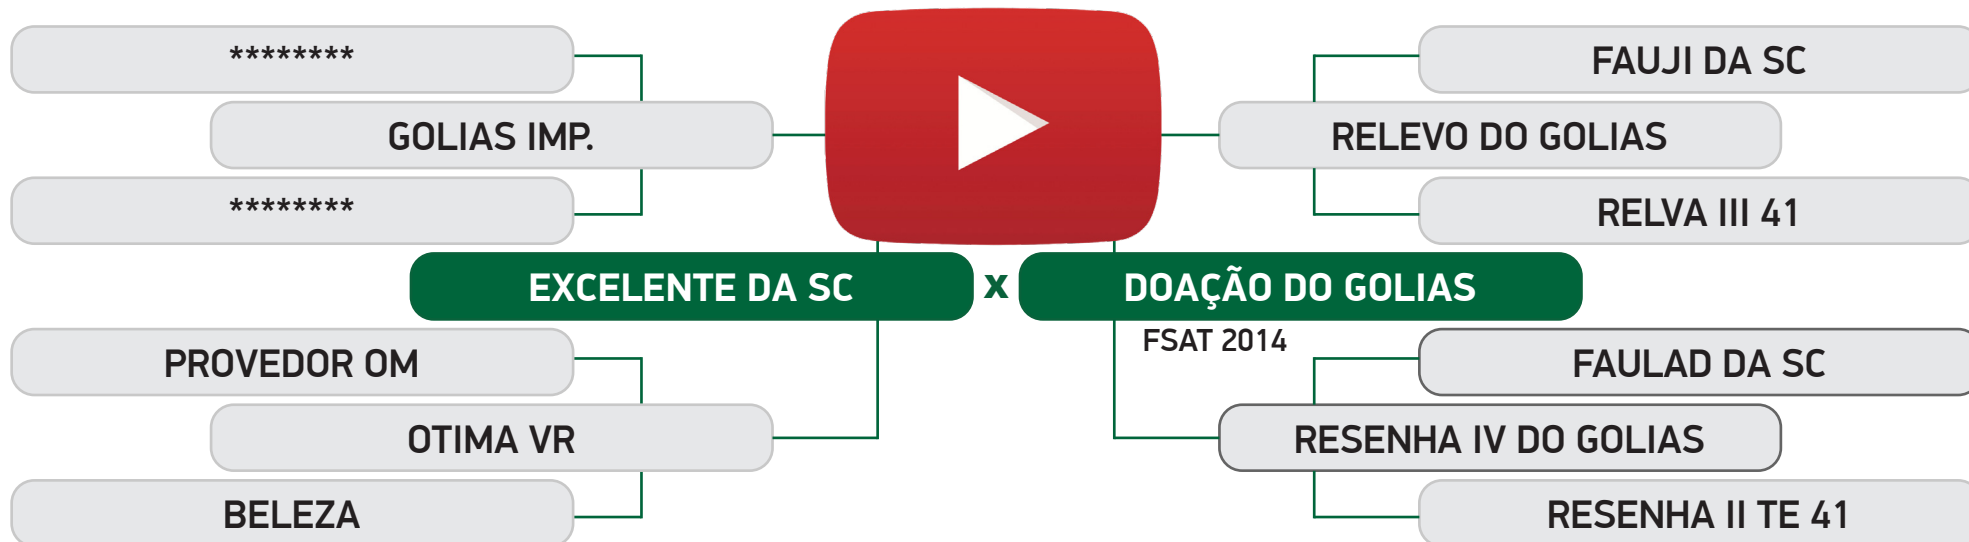 ********
FAUJI DA SC
GOLIAS IMP.
RELEVO DO GOLIAS
********
RELVA III 41
EXCELENTE DA SC x DOAÇÃO DO GOLIAS
FSAT 2014
PROVEDOR OM
FAULAD DA SC
OTIMA VR
RESENHA IV DO GOLIAS
BELEZA
RESENHA II TE 41